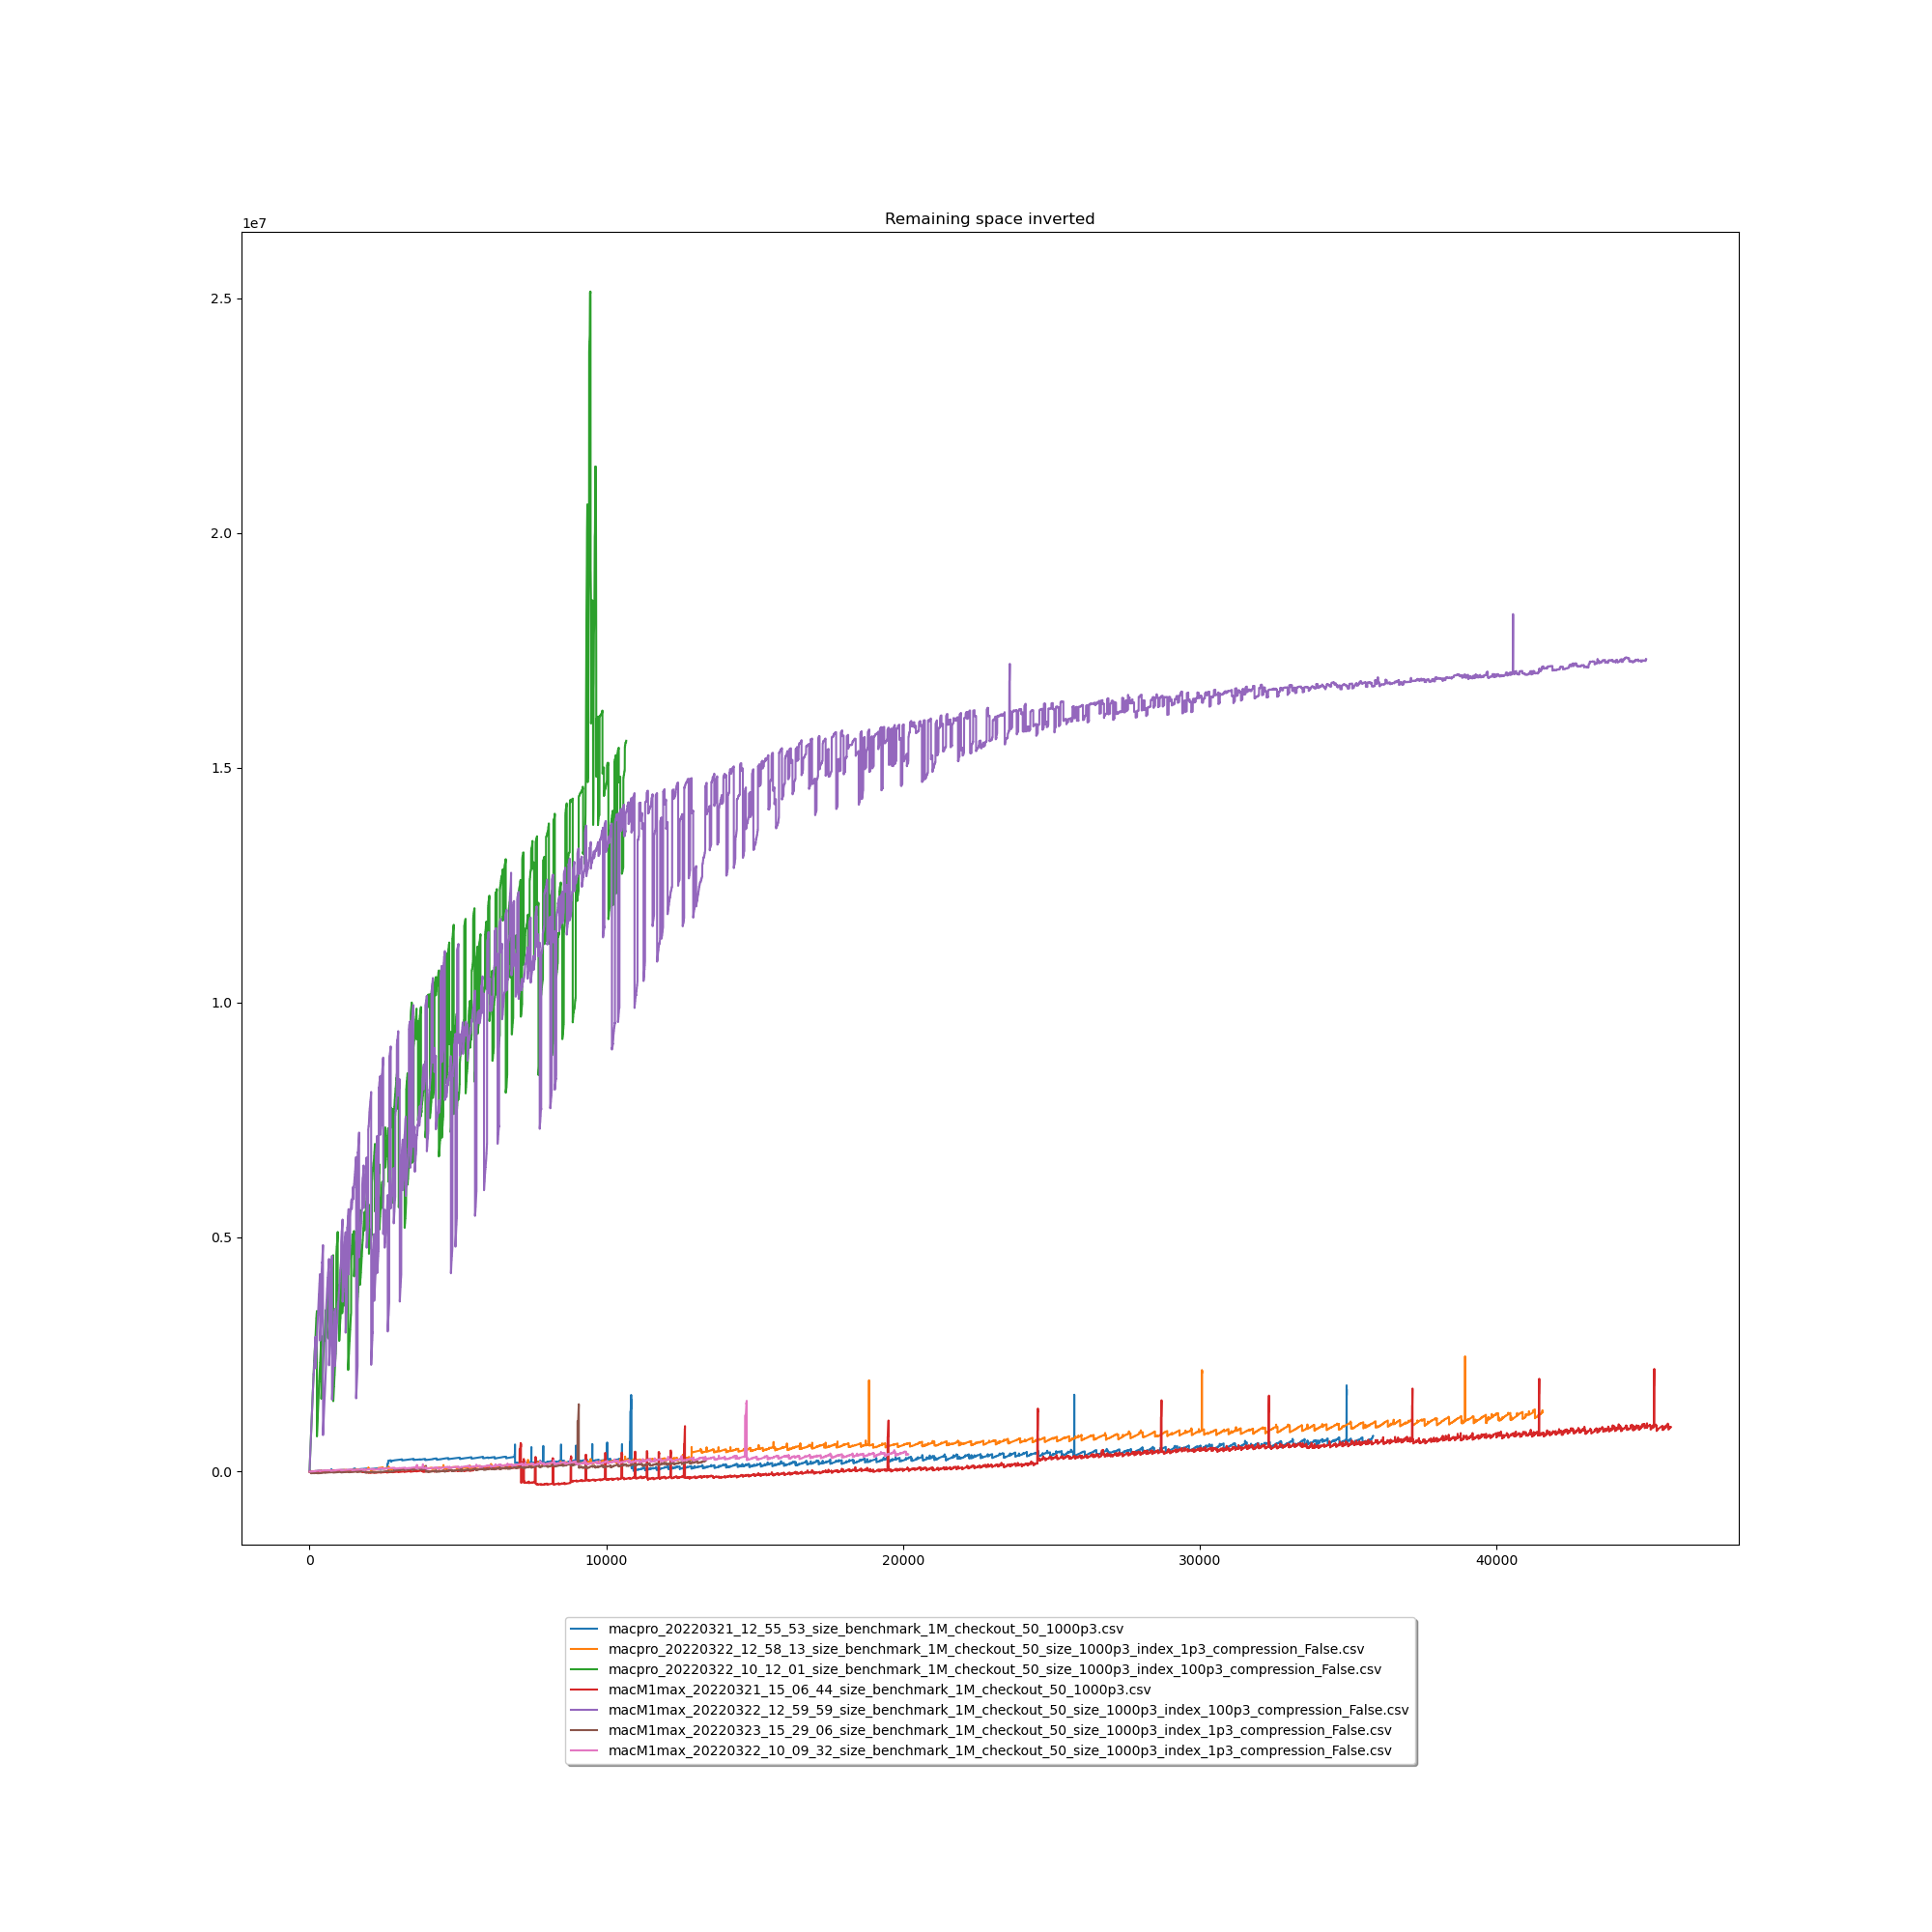 Remaining space inverted
1e7
2.5
2.0
1.5
1.0
0.5
0.0
0 10000 20000 30000 40000
macpro_20220321_12_55_53_size_benchmark_1M_checkout_50_1000p3.csv
macpro_20220322_12_58_13_size_benchmark_1M_checkout_50_size_1000p3_index_1p3_compression_False.csv
macpro_20220322_10_12_01_size_benchmark_1M_checkout_50_size_1000p3_index_100p3_compression_False.csv
macM1max_20220321_15_06_44_size_benchmark_1M_checkout_50_1000p3.csv
macM1max_20220322_12_59_59_size_benchmark_1M_checkout_50_size_1000p3_index_100p3_compression_False.csv
macM1max_20220323_15_29_06_size_benchmark_1M_checkout_50_size_1000p3_index_1p3_compression_False.csv
macM1max_20220322_10_09_32_size_benchmark_1M_checkout_50_size_1000p3_index_1p3_compression_False.csv